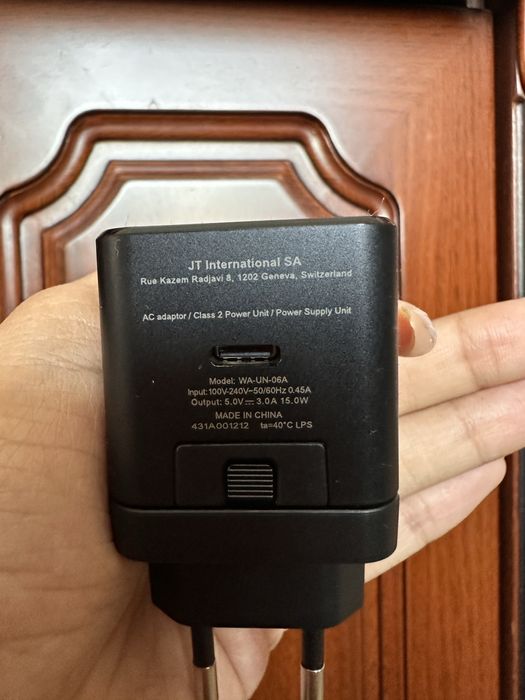 JT International SA
Rue Kazem Radjavi 8, 1202 Geneva, Switzerland
AC adaptor / Class 2 Power Unit / Power Supply Unit
Model: WA-UN-06A
Input:100V-240V~50/60Hz 0.45A
Output: 5.0V⎓ 3.0A 15.0W
MADE IN CHINA
431A001212 ta=40°C LPS